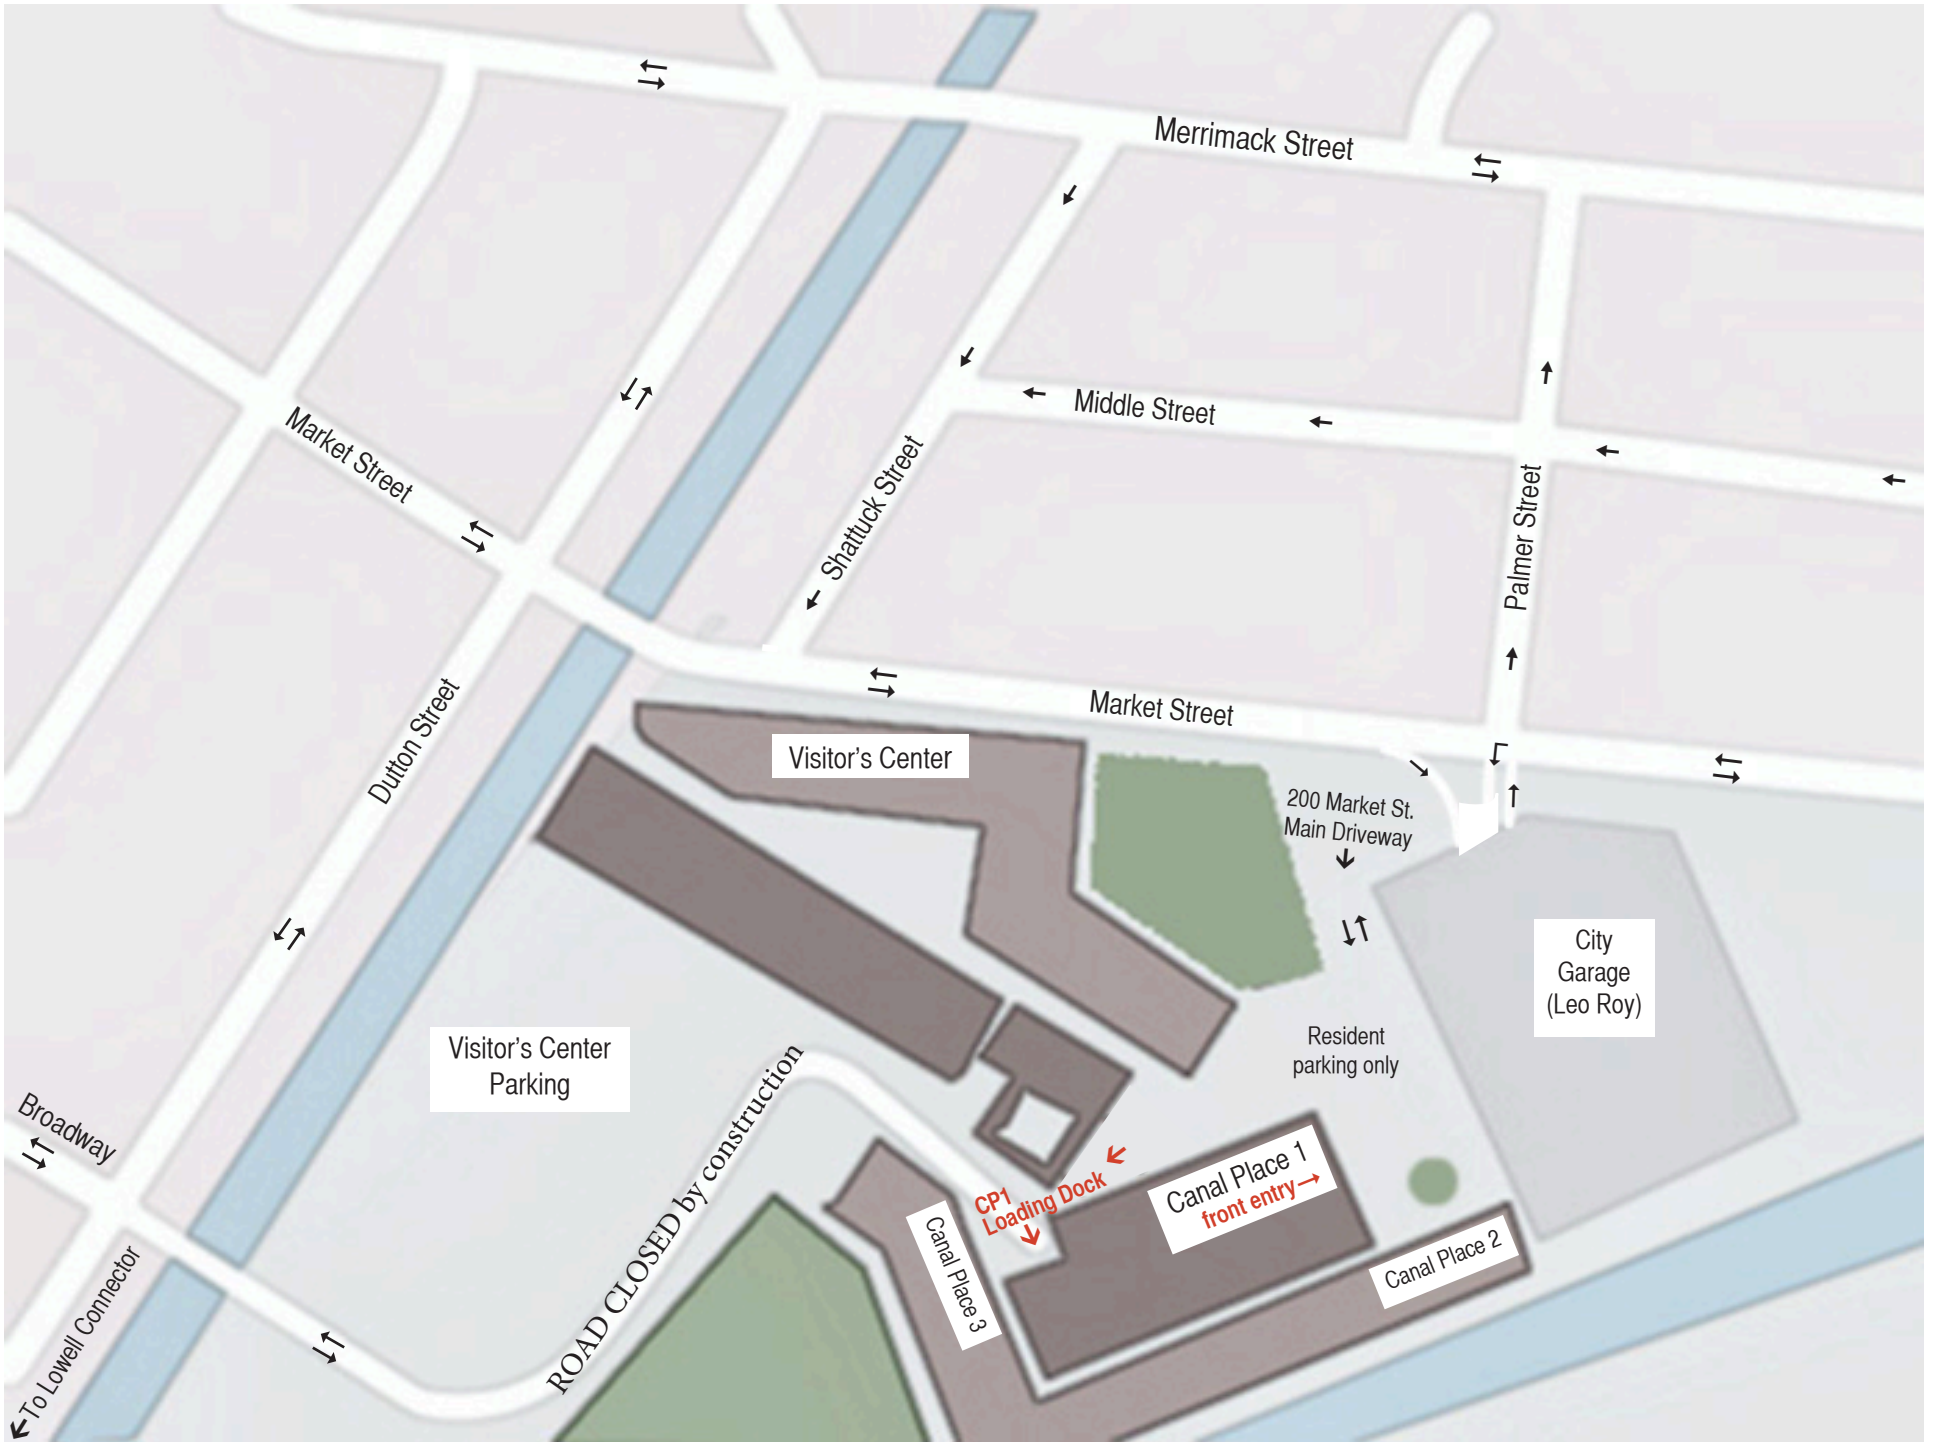 Merrimack Street
Middle Street
Market Street
Shattuck Street
Palmer Street
Dutton Street
Market Street
Visitor's Center
200 Market St.
Main Driveway
City
Garage
(Leo Roy)
Resident
parking only
Visitor's Center
Parking
ROAD CLOSED by construction
Broadway
To Lowell Connector
CP1
Loading Dock
Canal Place 1
front entry
Canal Place 2
Canal Place 3